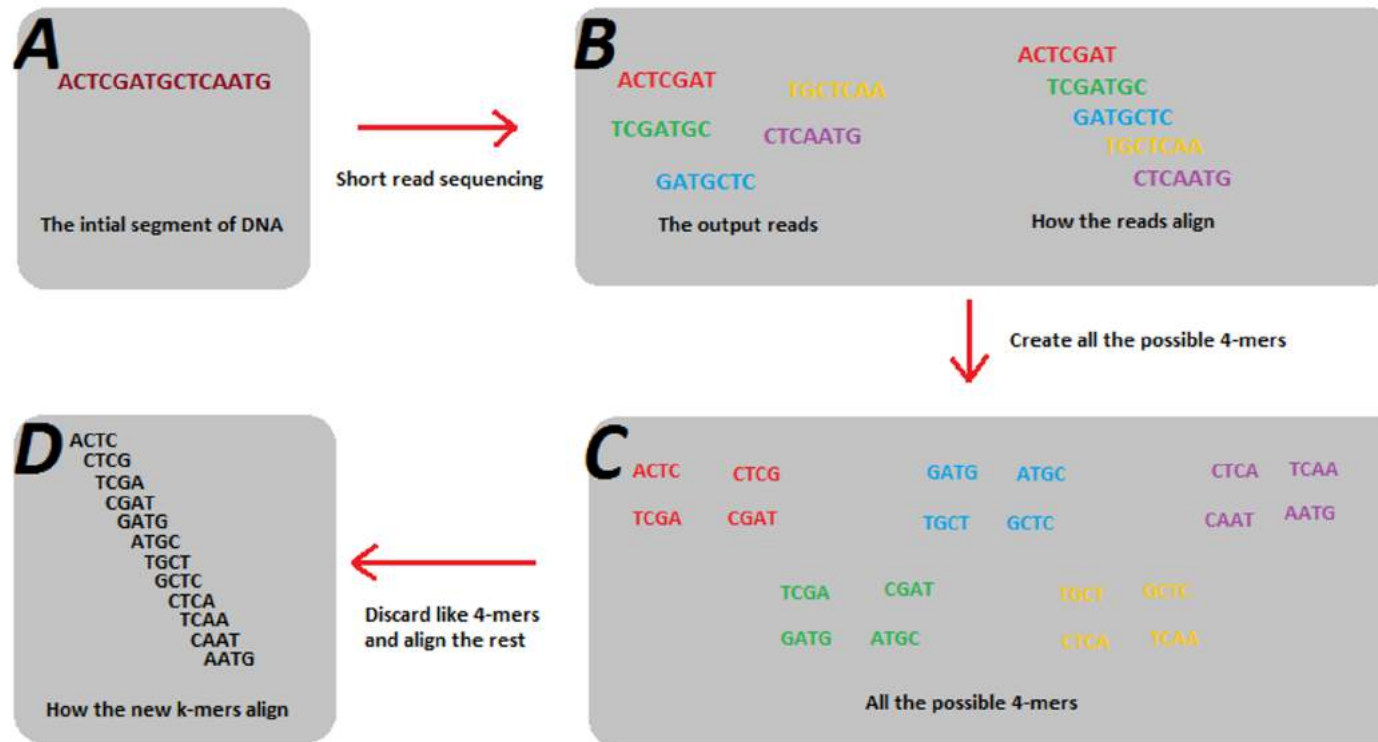 A
ACTCGATGCTCAATG
The intial segment of DNA
Short read sequencing
B
ACTCGAT
TGCTCAA
TCGATGC
CTCAATG
GATGCTC
The output reads
ACTCGAT
TCGATGC
GATGCTC
TGCTCAA
CTCAATG
How the reads align
Create all the possible 4-mers
C
ACTC CTCG
TCGA CGAT
GATG ATGC
TGCT GCTC
CTCA TCAA
CAAT AATG
TCGA CGAT
GATG ATGC
TGCT GCTC
CTCA TCAA
All the possible 4-mers
Discard like 4-mers
and align the rest
D
ACTC
CTCG
TCGA
CGAT
GATG
ATGC
TGCT
GCTC
CTCA
TCAA
CAAT
AATG
How the new k-mers align